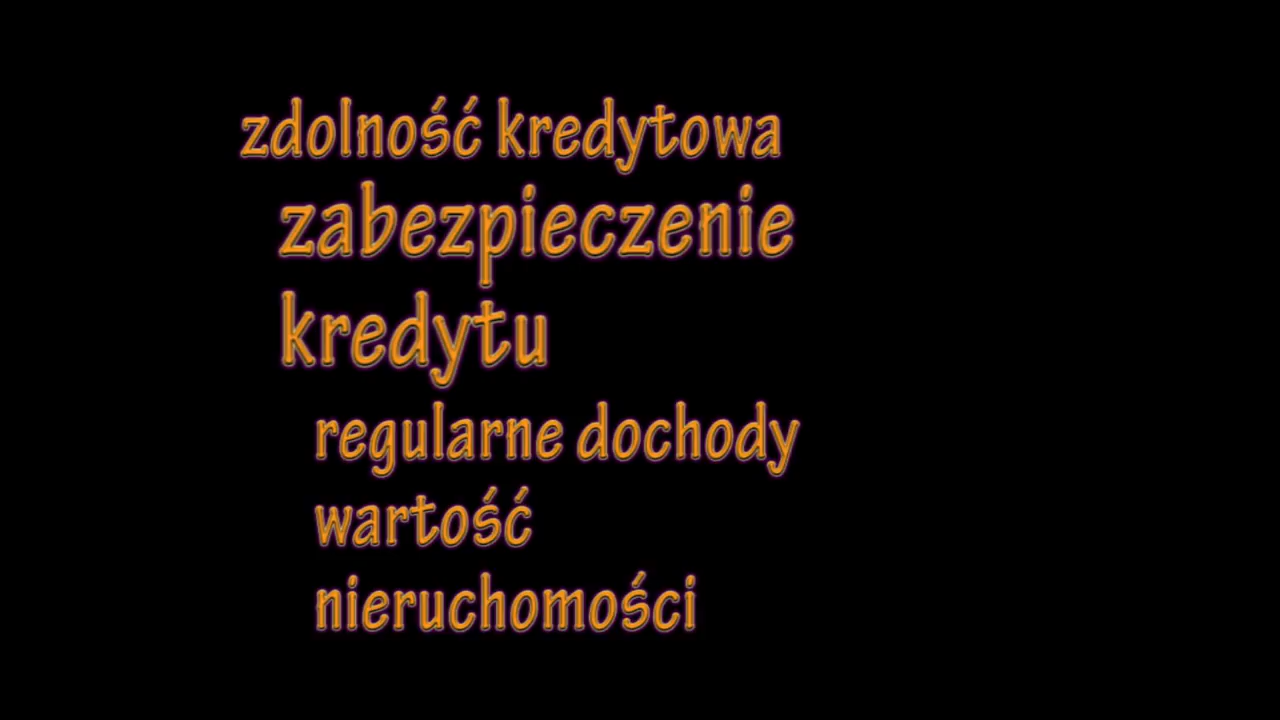 zdolność kredytowa
zabezpieczenie
kredytu
regularne dochody
wartość
nieruchomości